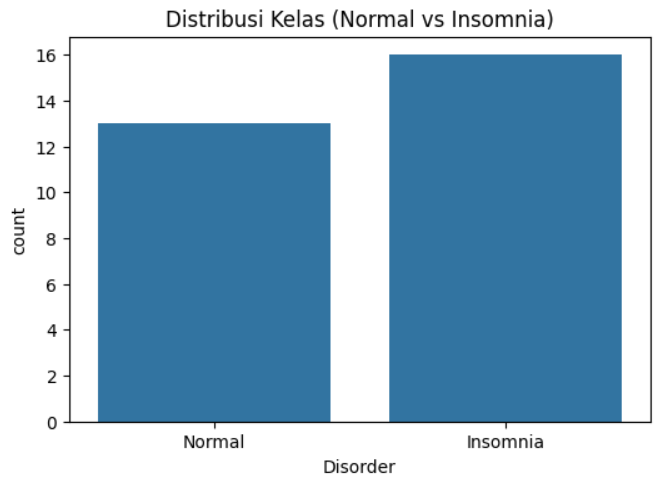 Distribusi Kelas (Normal vs Insomnia)
16
14
12
10
8
6
4
2
0
count
Normal Insomnia
Disorder